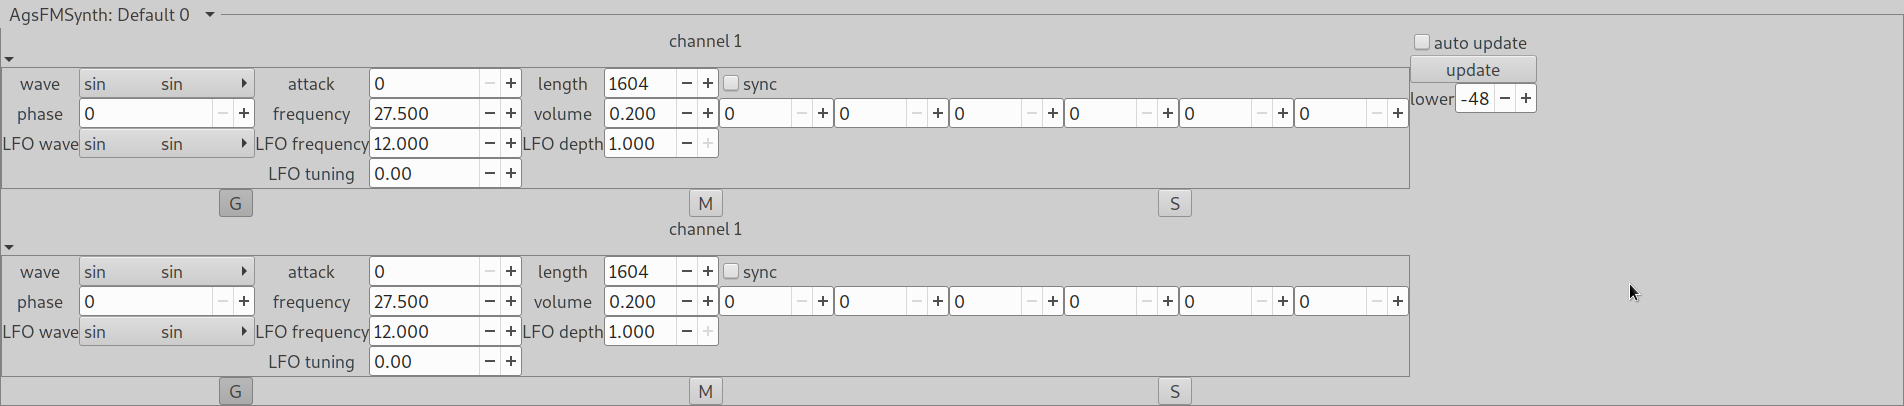 AgsFMSynth: Default 0
channel 1
auto update
wave sin sin attack 0 length 1604 sync
update
phase 0 frequency 27.500 volume 0.200 0 0 0 0 0 0
lower -48
LFO wave sin sin LFO frequency 12.000 LFO depth 1.000
LFO tuning 0.00
G M S
channel 1
wave sin sin attack 0 length 1604 sync
phase 0 frequency 27.500 volume 0.200 0 0 0 0 0 0
LFO wave sin sin LFO frequency 12.000 LFO depth 1.000
LFO tuning 0.00
G M S